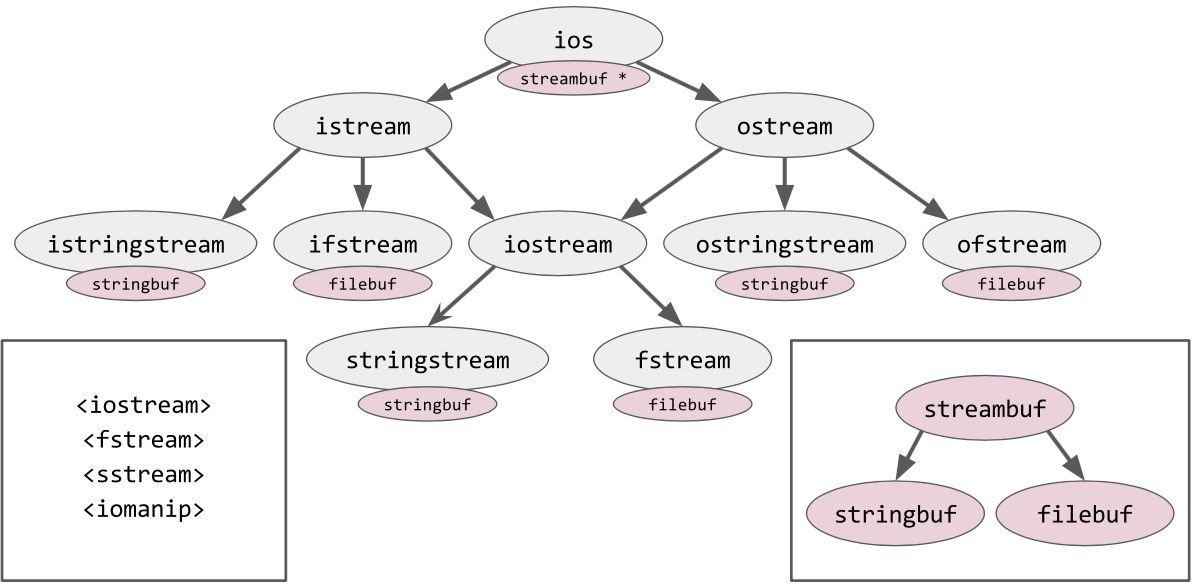 ios
streambuf *
istream
ostream
istringstream
ifstream
iostream
ostringstream
ofstream
stringbuf
filebuf
stringbuf
filebuf
stringstream
fstream
stringbuf
filebuf
<iostream>
<fstream>
<sstream>
<iomanip>
streambuf
stringbuf
filebuf